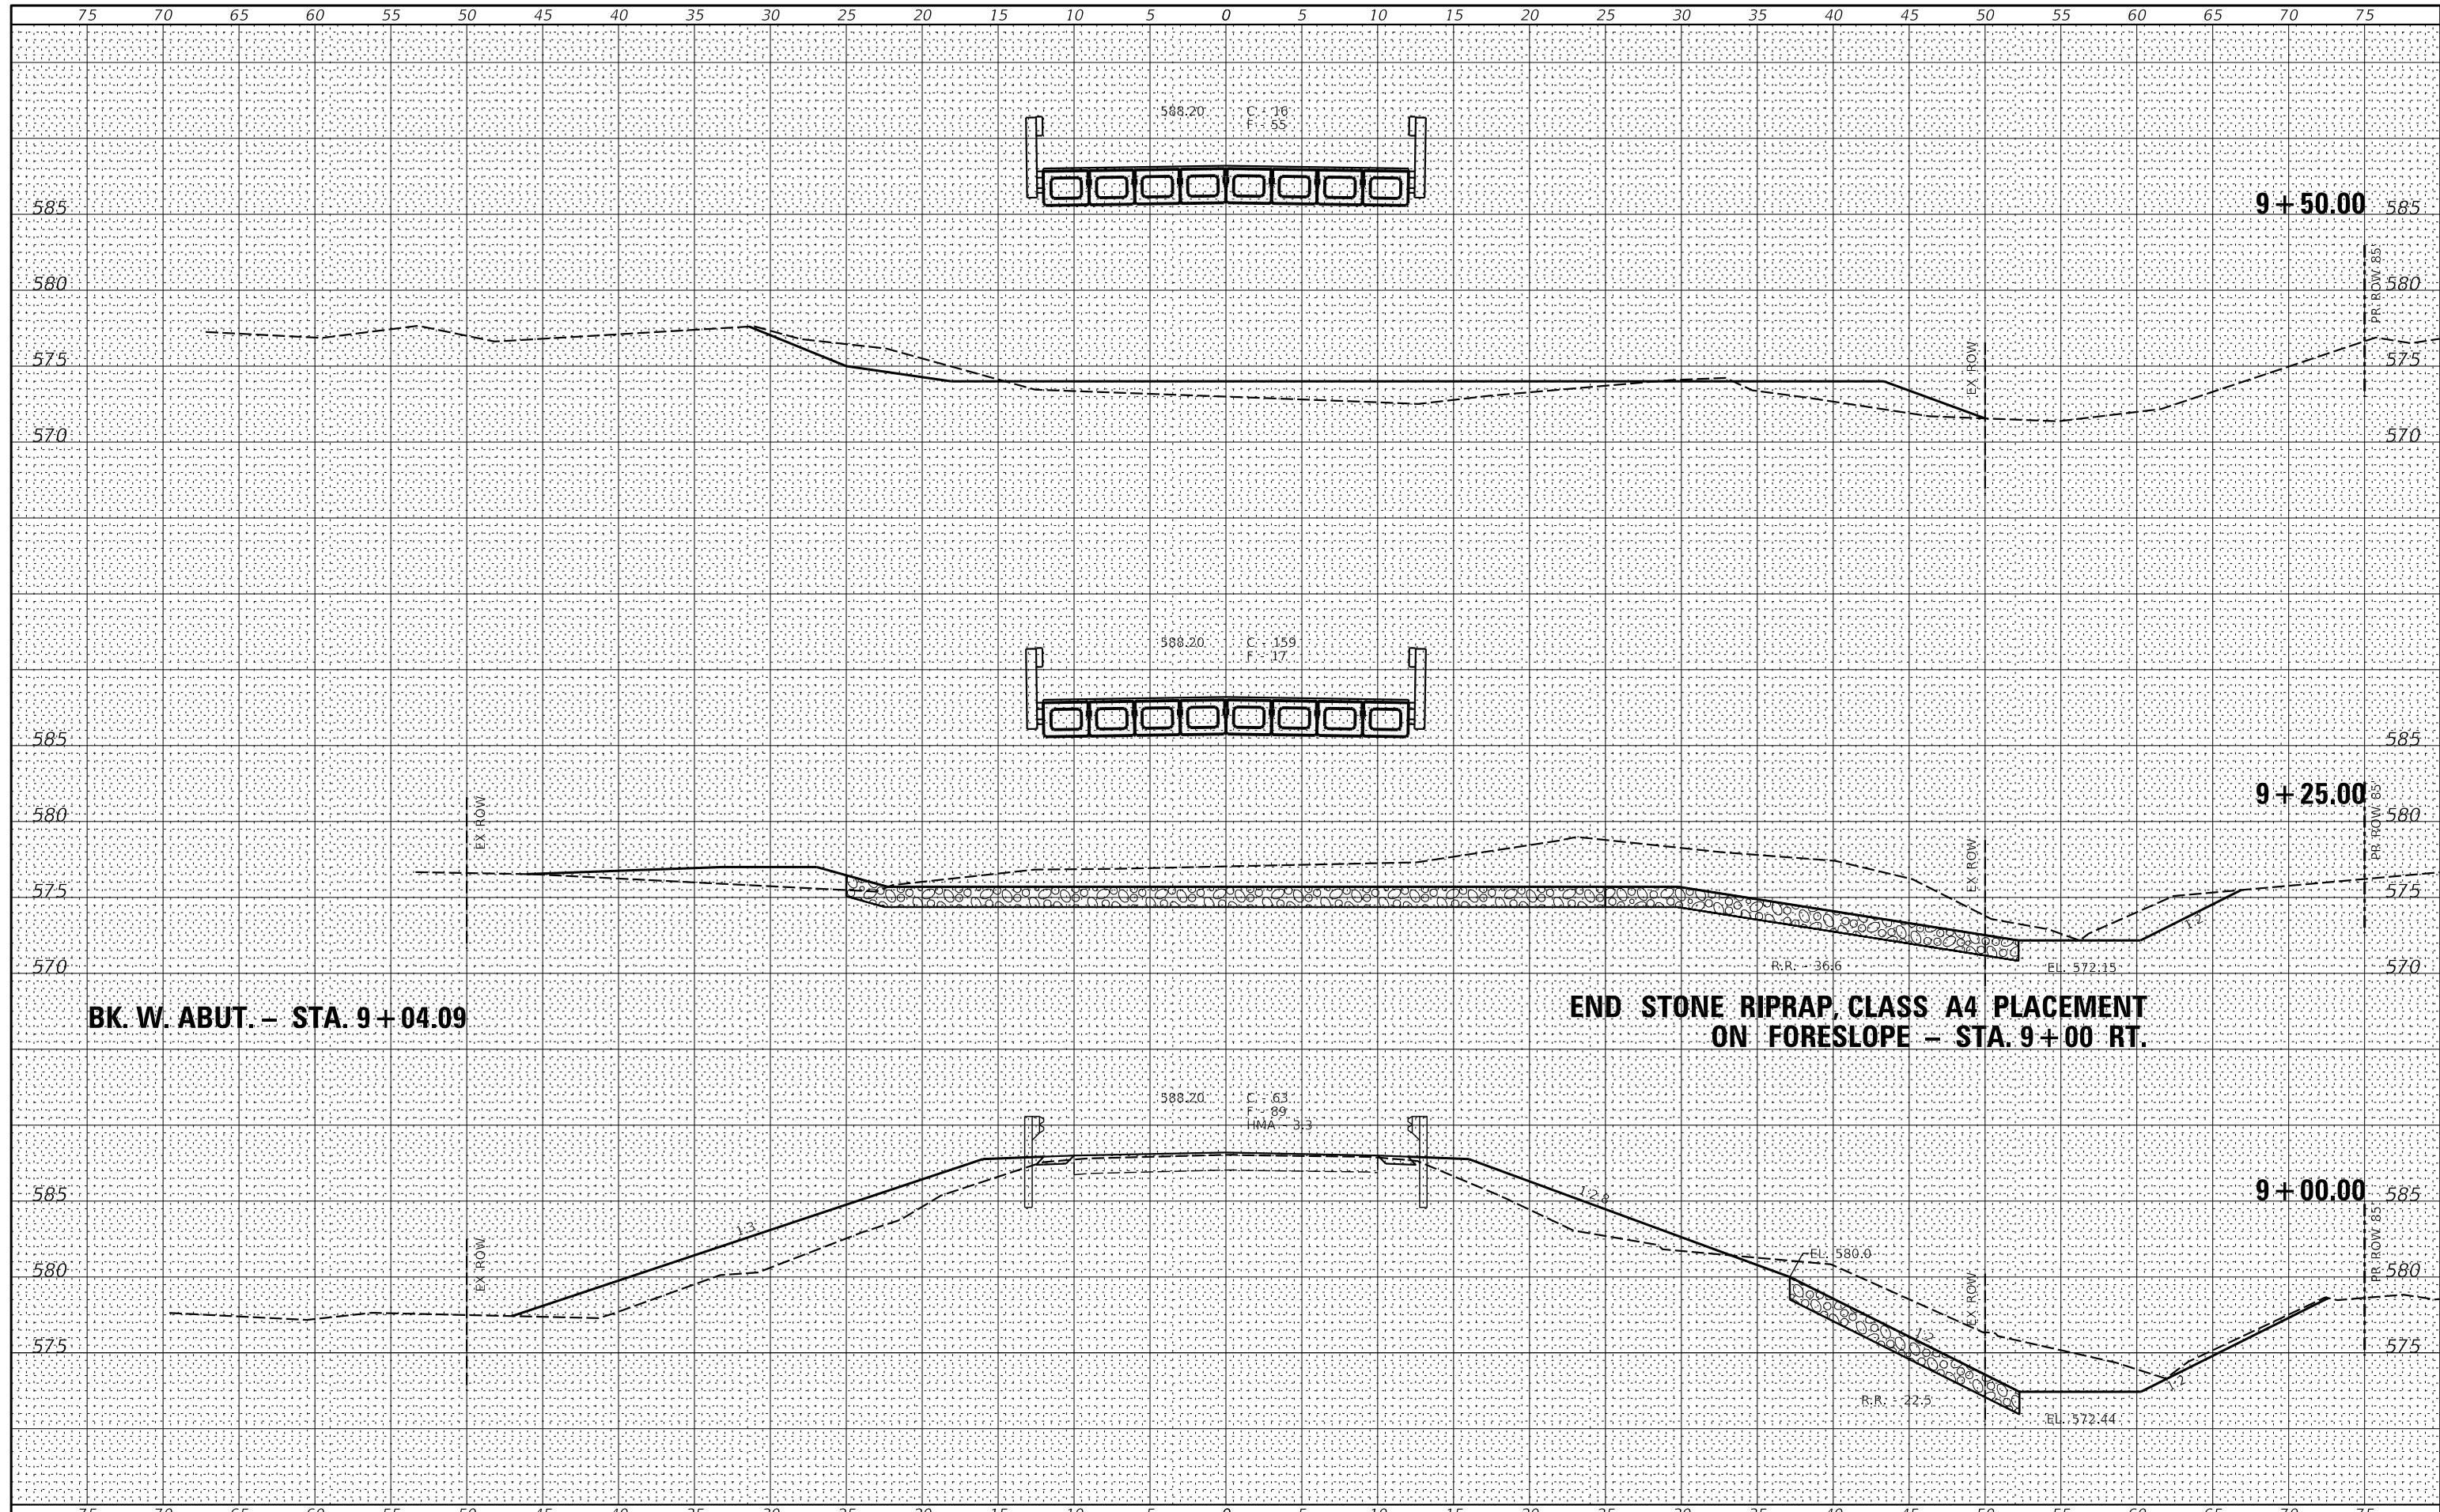 75 70 65 60 55 50 45 40 35 30 25 20 15 10 5 0 5 10 15 20 25 30 35 40 45 50 55 60 65 70 75
588.20 C - 16
F - 55
9+50.00
585 585
580 580
PR ROW 85'
575 575
EX ROW
570 570
588.20 C - 159
F - 17
585 585
9+25.00
580 580
EX ROW
PR ROW 85'
EX ROW
575 575
1:2
570 570
R.R. - 36.6
EL. 572.15
BK. W. ABUT. – STA. 9+04.09
END STONE RIPRAP, CLASS A4 PLACEMENT
ON FORESLOPE – STA. 9+00 RT.
588.20 C - 63
F - 89
HMA - 3.3
585 585
9+00.00
1:3
1:2.8
EX ROW
PR ROW 85'
EL. 580.0
580 580
EX ROW
1:2
575 575
1:2
R.R. - 22.5
EL. 572.44
75 70 65 60 55 50 45 40 35 30 25 20 15 10 5 0 5 10 15 20 25 30 35 40 45 50 55 60 65 70 75